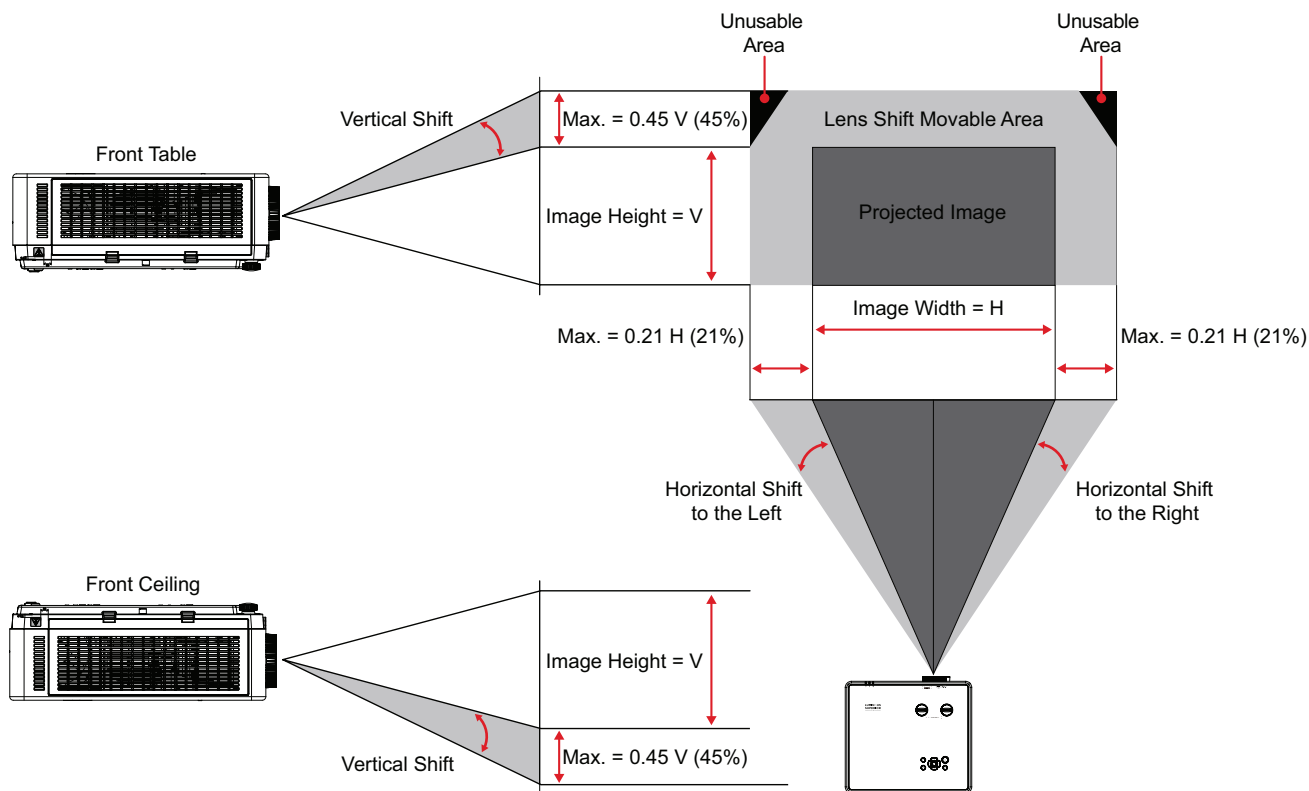 Unusable
Area
Unusable
Area
Vertical Shift
Max. = 0.45 V (45%)
Lens Shift Movable Area
Front Table
Image Height = V
Projected Image
Image Width = H
Max. = 0.21 H (21%)
Max. = 0.21 H (21%)
Horizontal Shift
to the Left
Horizontal Shift
to the Right
Front Ceiling
Image Height = V
Vertical Shift
Max. = 0.45 V (45%)